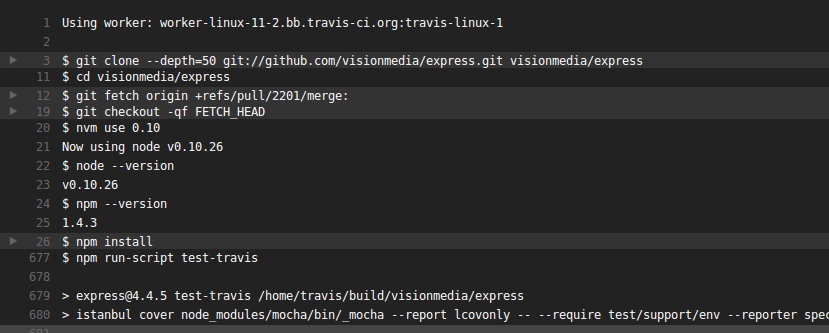 1 Using worker: worker-linux-11-2.bb.travis-ci.org:travis-linux-1
2
3 $ git clone --depth=50 git://github.com/visionmedia/express.git visionmedia/express
11 $ cd visionmedia/express
12 $ git fetch origin +refs/pull/2201/merge:
19 $ git checkout -qf FETCH_HEAD
20 $ nvm use 0.10
21 Now using node v0.10.26
22 $ node --version
23 v0.10.26
24 $ npm --version
25 1.4.3
26 $ npm install
677 $ npm run-script test-travis
678
679 > express@4.4.5 test-travis /home/travis/build/visionmedia/express
680 > istanbul cover node_modules/mocha/bin/_mocha --report lcovonly -- --require test/support/env --reporter spec